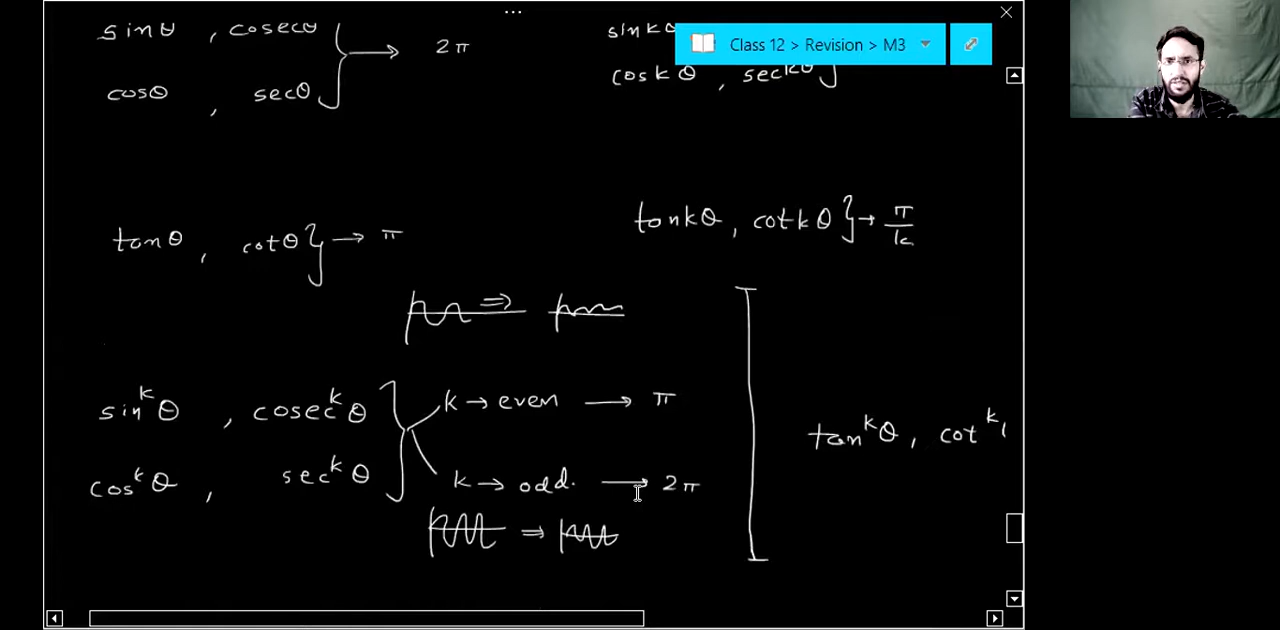 sinθ , cosecθ } → 2π
cosθ , secθ
sinkθ
coskθ , seckθ }
Class 12 > Revision > M3
tanθ , cotθ } → π
tankθ , cotkθ } → π/k
⇒
sin^kθ , cosec^kθ } k → even → π
cos^kθ , sec^kθ } k → odd. → 2π
⇒
tan^kθ , cot^k